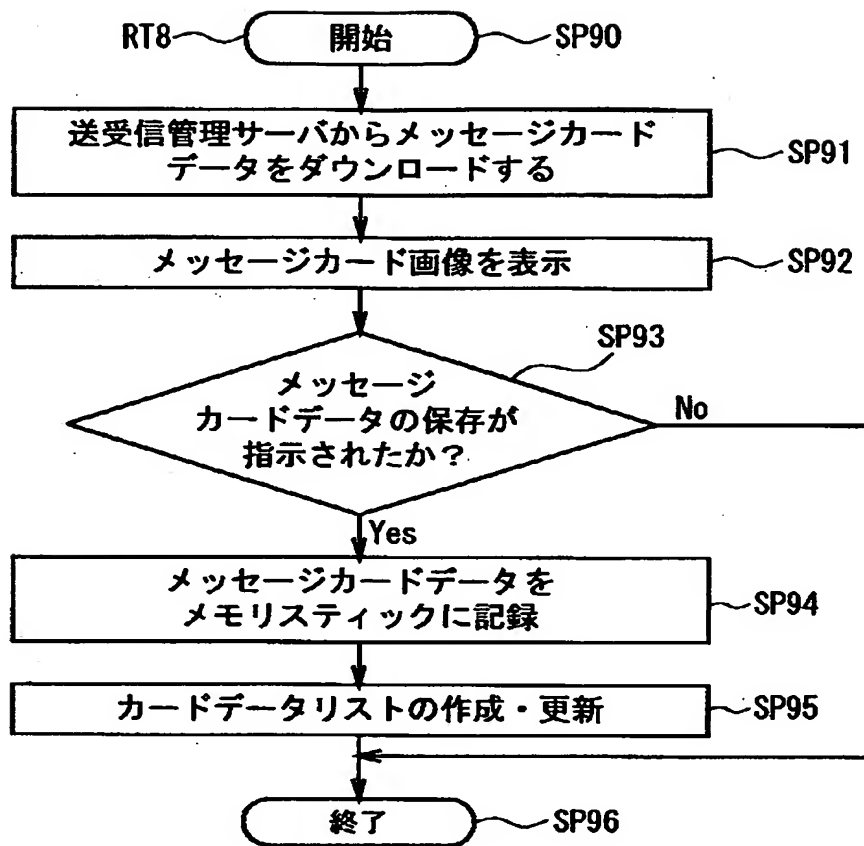 RT8 開始 SP90
送受信管理サーバからメッセージカード
データをダウンロードする
SP91
メッセージカード画像を表示 SP92
SP93
メッセージ
カードデータの保存が
指示されたか？
No
Yes
メッセージカードデータを
メモリスティックに記録
SP94
カードデータリストの作成・更新 SP95
終了 SP96